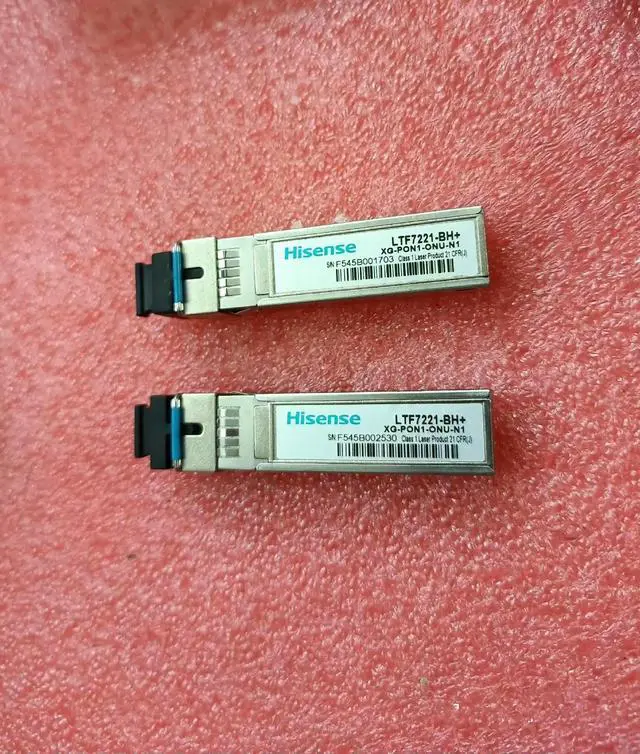 Hisense
LTF7221-BH+
XG-PON1-ONU-N1
SN F545B001703 Class 1 Laser Product 21 CFR(J)
Hisense
LTF7221-BH+
XG-PON1-ONU-N1
SN F545B002530 Class 1 Laser Product 21 CFR(J)